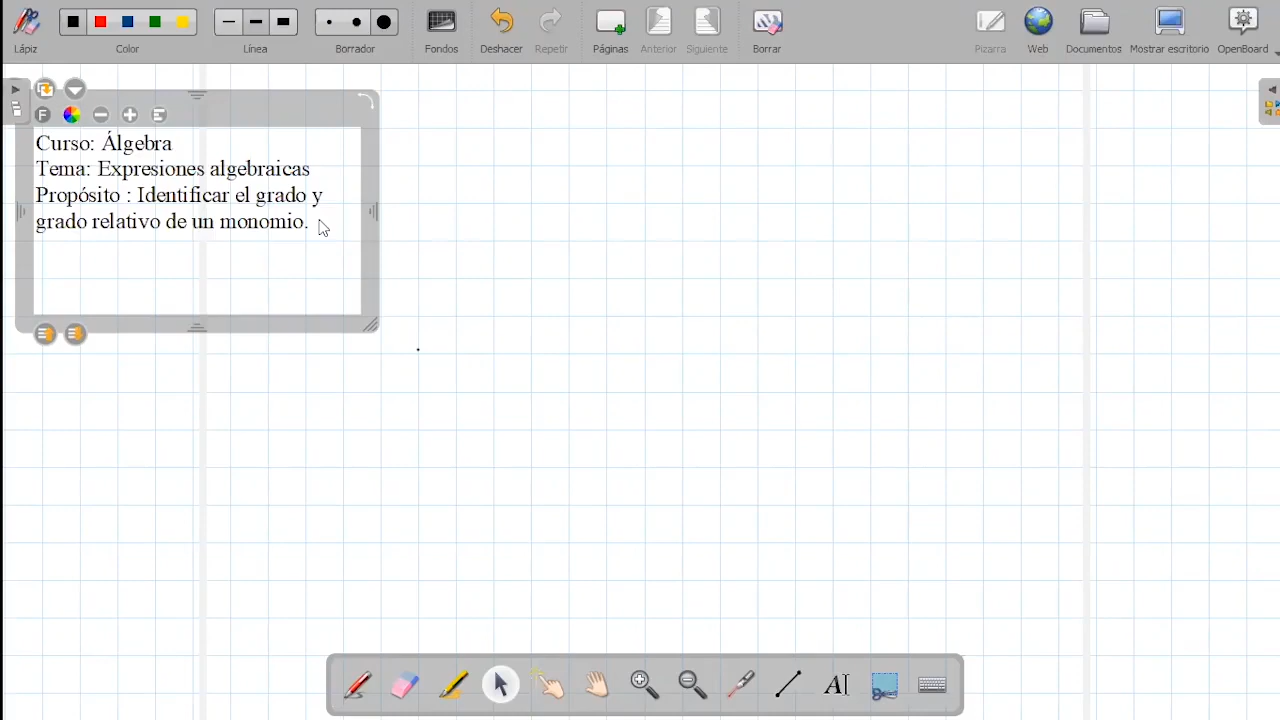 Lápiz Color Línea Borrador Fondos Deshacer Repetir Páginas Anterior Siguiente Borrar Pizarra Web Documentos Mostrar escritorio OpenBoard
F
Curso: Álgebra
Tema: Expresiones algebraicas
Propósito : Identificar el grado y
grado relativo de un monomio.
AI